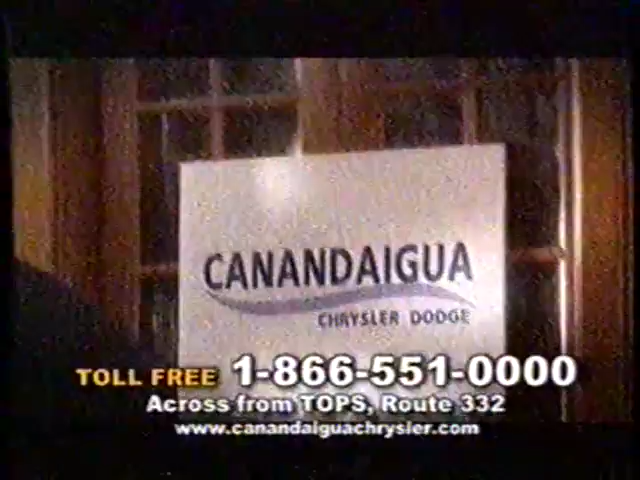 CANANDAIGUA
CHRYSLER DODGE
TOLL FREE 1-866-551-0000
Across from TOPS, Route 332
www.canandaiguachrysler.com